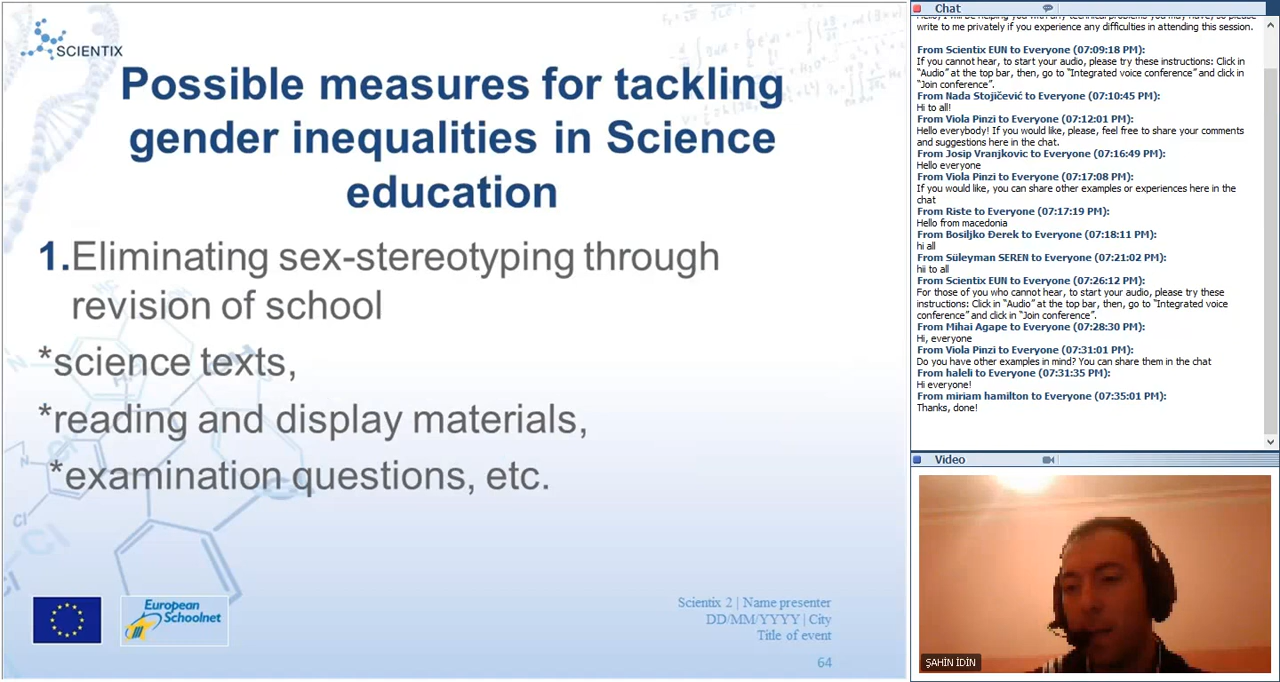 SCIENTIX
Possible measures for tackling
gender inequalities in Science
education
1.Eliminating sex-stereotyping through
revision of school
*science texts,
*reading and display materials,
*examination questions, etc.
European
Schoolnet
Scientix 2 | Name presenter
DD/MM/YYYY | City
Title of event
64
Chat
write to me privately if you experience any difficulties in attending this session.
From Scientix EUN to Everyone (07:09:18 PM):
If you cannot hear, to start your audio, please try these instructions: Click in
"Audio" at the top bar, then, go to "Integrated voice conference" and click in
"Join conference".
From Nada Stojičević to Everyone (07:10:45 PM):
Hi to all!
From Viola Pinzi to Everyone (07:12:01 PM):
Hello everybody! If you would like, please, feel free to share your comments
and suggestions here in the chat.
From Josip Vranjkovic to Everyone (07:16:49 PM):
Hello everyone
From Viola Pinzi to Everyone (07:17:08 PM):
If you would like, you can share other examples or experiences here in the
chat
From Riste to Everyone (07:17:19 PM):
Hello from macedonia
From Bosiljko Đerek to Everyone (07:18:11 PM):
hi all
From Süleyman SEREN to Everyone (07:21:02 PM):
hii to all
From Scientix EUN to Everyone (07:26:12 PM):
For those of you who cannot hear, to start your audio, please try these
instructions: Click in "Audio" at the top bar, then, go to "Integrated voice
conference" and click in "Join conference".
From Mihai Agape to Everyone (07:28:30 PM):
Hi, everyone
From Viola Pinzi to Everyone (07:31:01 PM):
Do you have other examples in mind? You can share them in the chat
From haleli to Everyone (07:31:35 PM):
Hi everyone!
From miriam hamilton to Everyone (07:35:01 PM):
Thanks, done!
Video
ŞAHİN İDİN